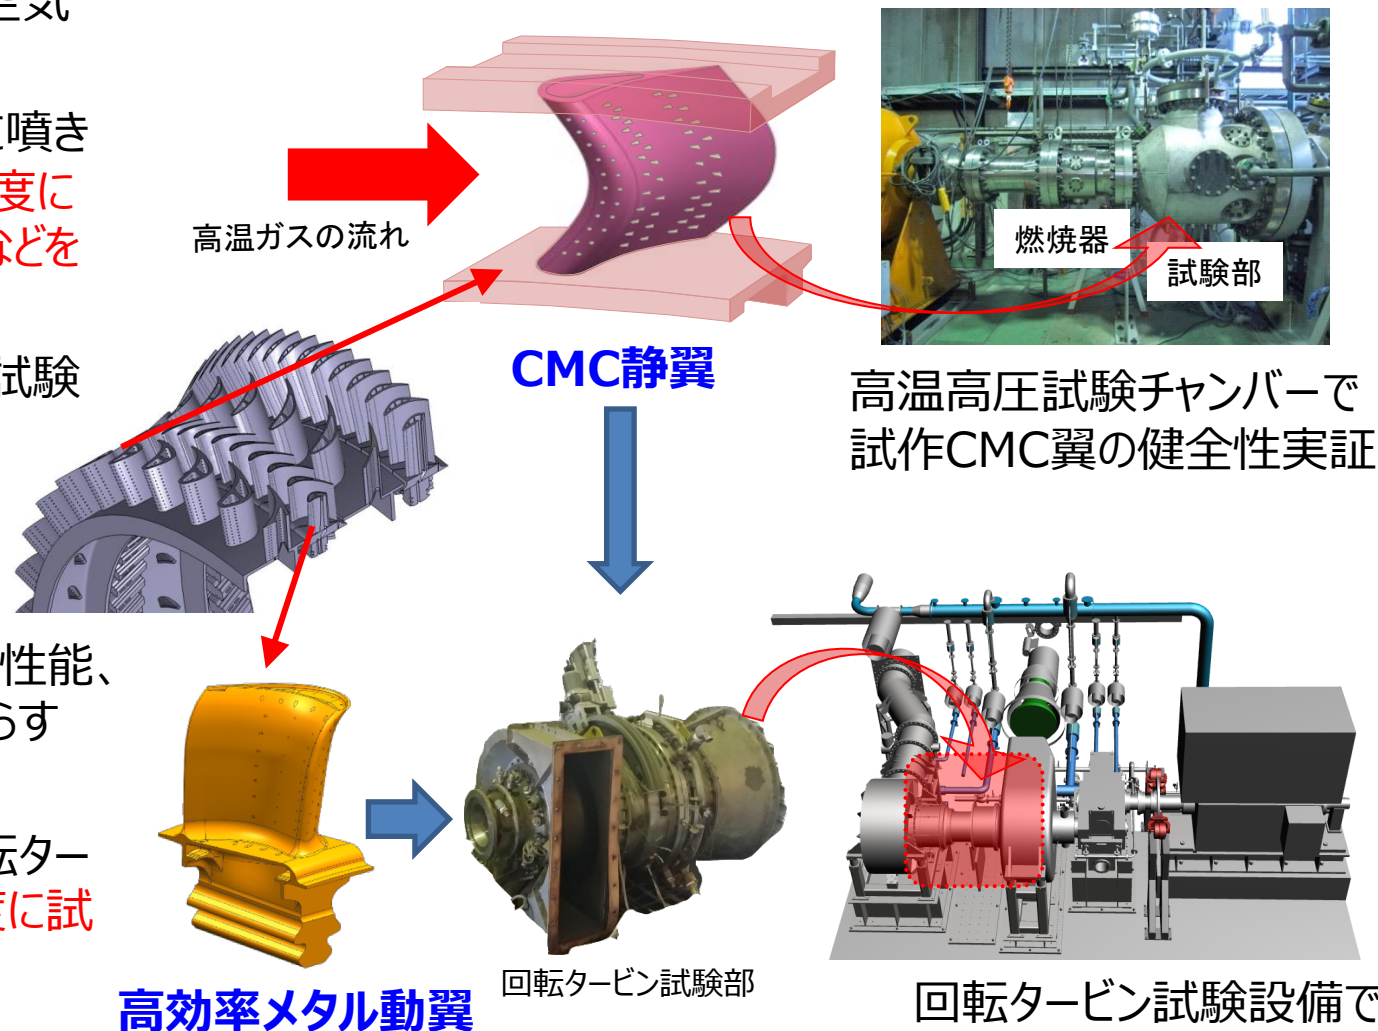 に噴き
度に
などを
試験
性能、
らす
転ター
度に試
高温ガスの流れ
CMC静翼
燃焼器
試験部
高温高圧試験チャンバーで
試作CMC翼の健全性実証
高効率メタル動翼
回転タービン試験部
回転タービン試験設備で